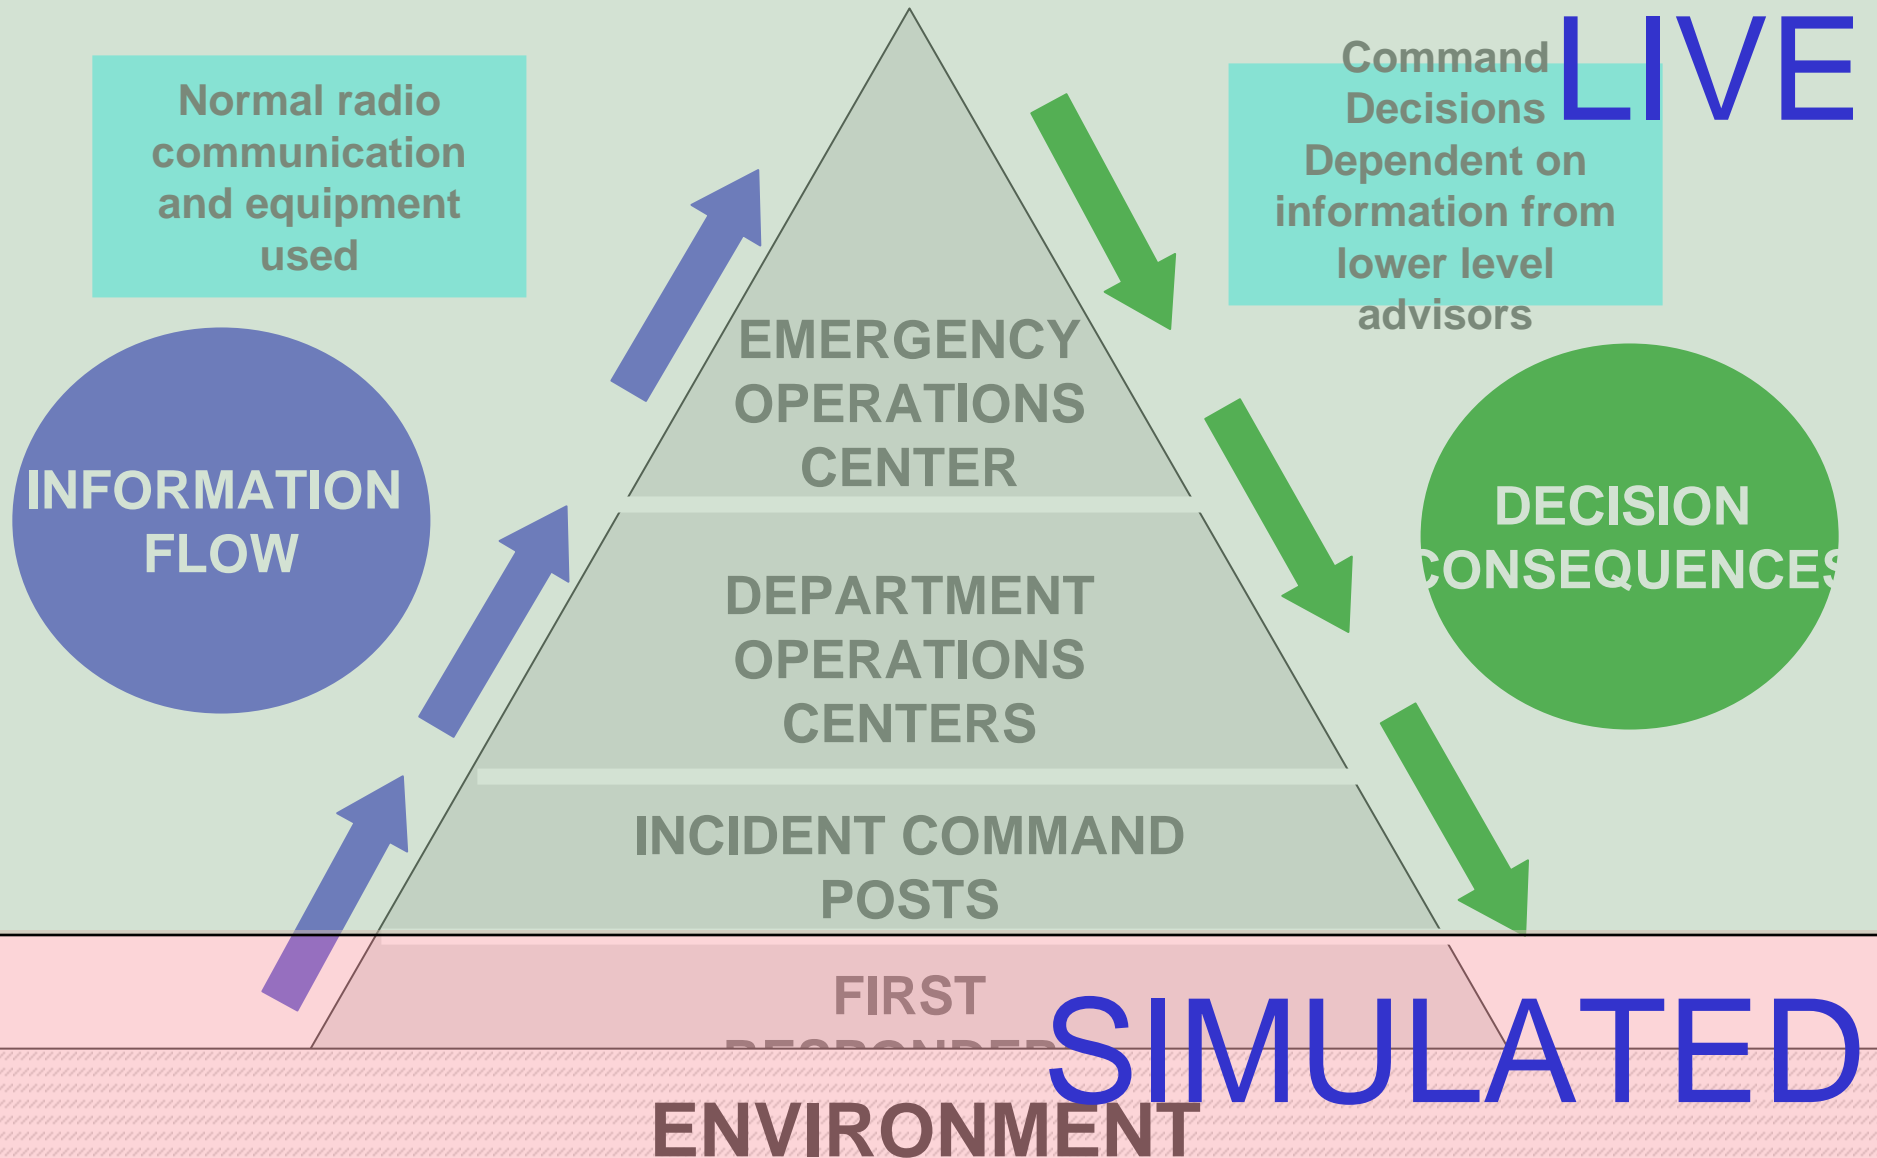 LIVE
Normal radio
communication
and equipment
used
Command
Decisions
Dependent on
information from
lower level
advisors
EMERGENCY
OPERATIONS
CENTER
INFORMATION
FLOW
DECISION
CONSEQUENCES
DEPARTMENT
OPERATIONS
CENTERS
INCIDENT COMMAND
POSTS
FIRST
SIMULATED
ENVIRONMENT